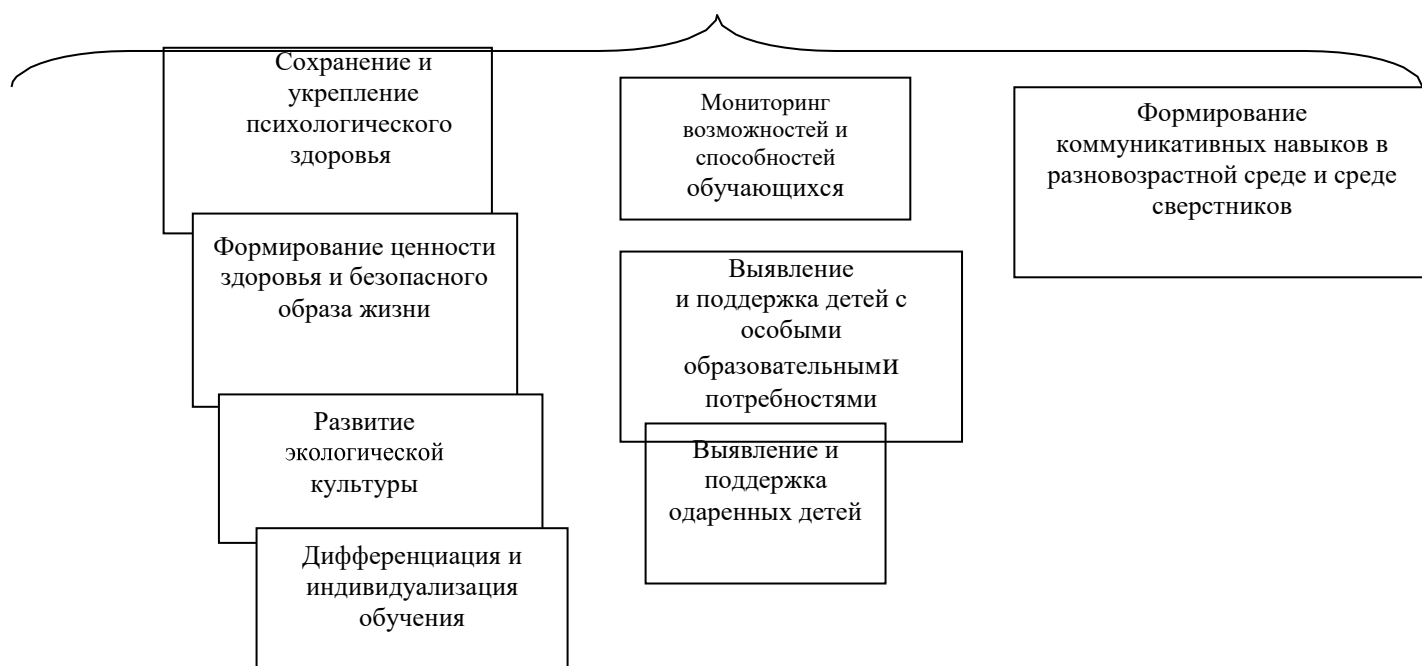 Сохранение и
укрепление
психологического
здоровья
Формирование ценности
здоровья и безопасного
образа жизни
Развитие
экологической
культуры
Дифференциация и
индивидуализация
обучения
Мониторинг
возможностей и
способностей
обучающихся
Выявление
и поддержка детей с
особыми
образовательными
потребностями
Выявление и
поддержка
одаренных детей
Формирование
коммуникативных навыков в
разновозрастной среде и среде
сверстников